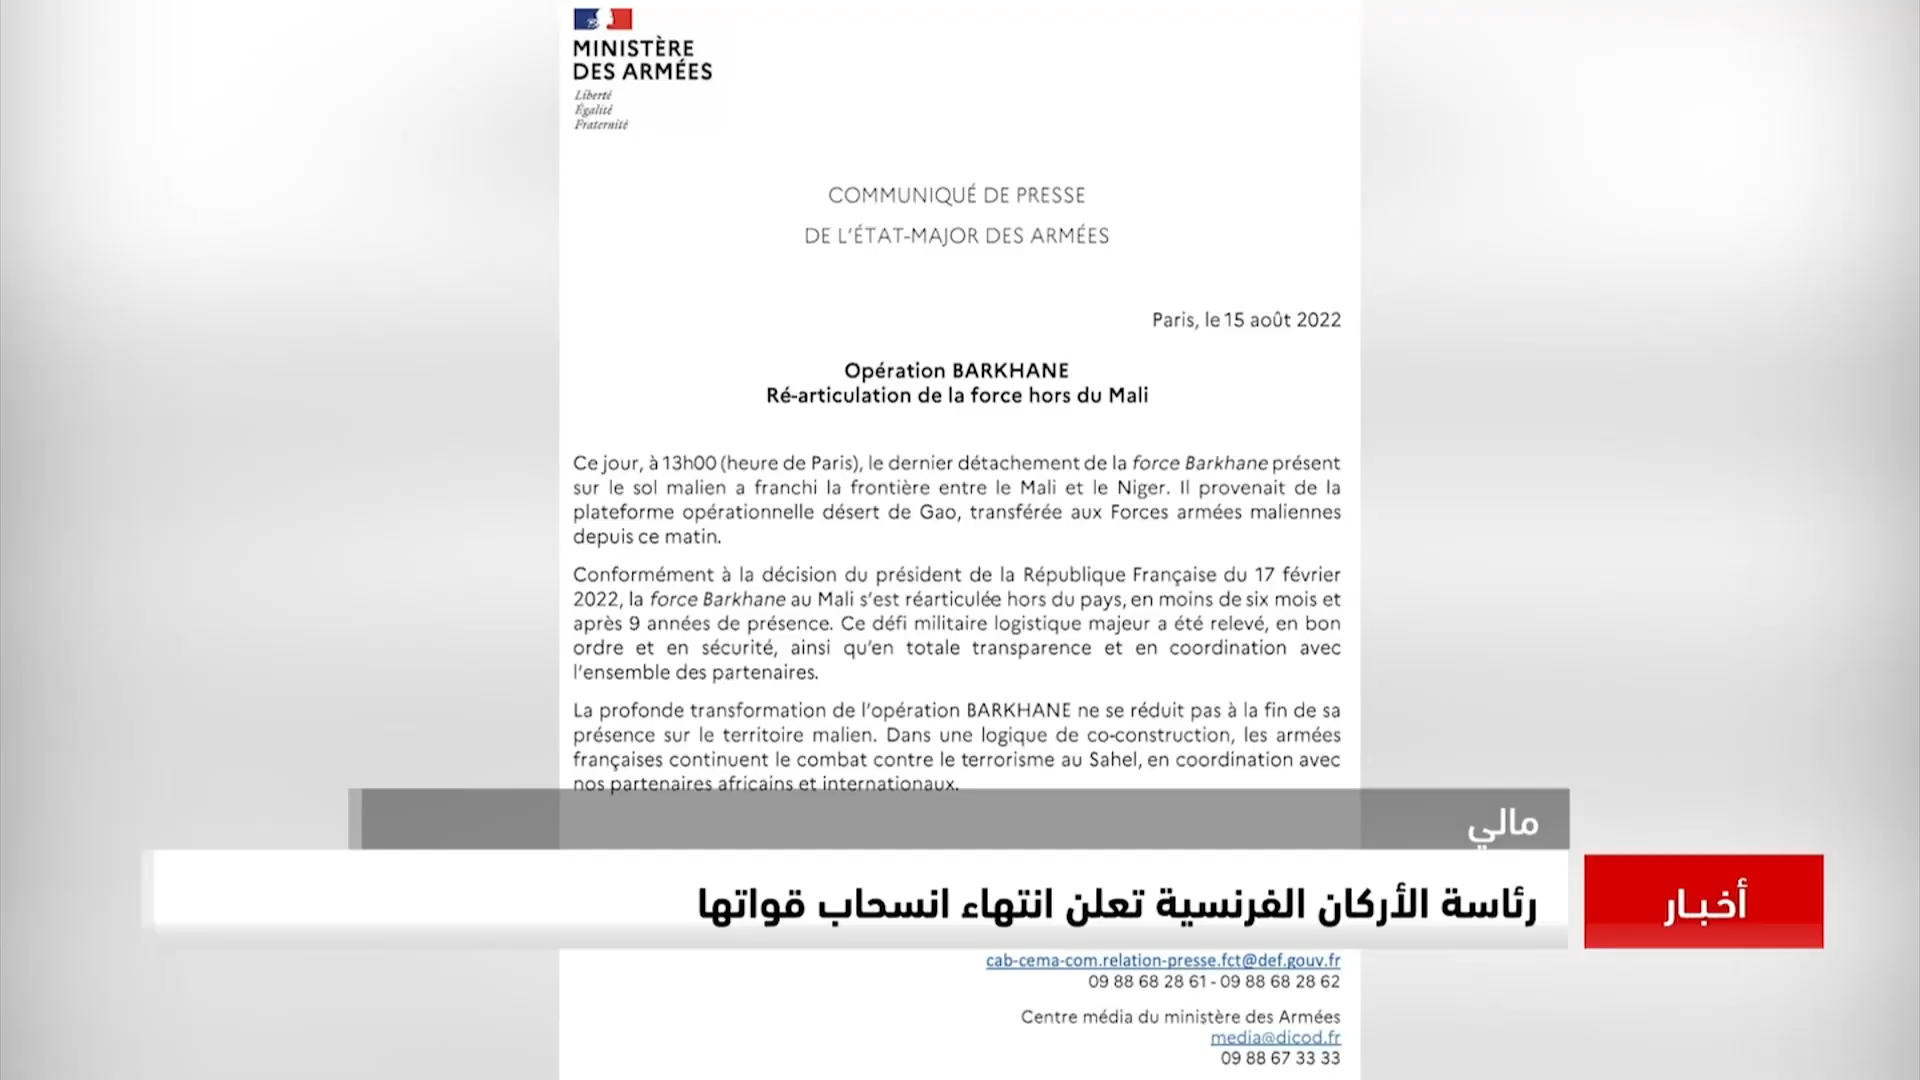 MINISTÈRE
DES ARMÉES
Liberté
Égalité
Fraternité
COMMUNIQUÉ DE PRESSE
DE L'ÉTAT-MAJOR DES ARMÉES
Paris, le 15 août 2022
Opération BARKHANE
Ré-articulation de la force hors du Mali
Ce jour, à 13h00 (heure de Paris), le dernier détachement de la force Barkhane présent
sur le sol malien a franchi la frontière entre le Mali et le Niger. Il provenait de la
plateforme opérationnelle désert de Gao, transférée aux Forces armées maliennes
depuis ce matin.
Conformément à la décision du président de la République Française du 17 février
2022, la force Barkhane au Mali s'est réarticulée hors du pays, en moins de six mois et
après 9 années de présence. Ce défi militaire logistique majeur a été relevé, en bon
ordre et en sécurité, ainsi qu'en totale transparence et en coordination avec
l'ensemble des partenaires.
La profonde transformation de l'opération BARKHANE ne se réduit pas à la fin de sa
présence sur le territoire malien. Dans une logique de co-construction, les armées
françaises continuent le combat contre le terrorisme au Sahel, en coordination avec
nos partenaires africains et internationaux.
مالي
أخبار
رئاسة الأركان الفرنسية تعلن انتهاء انسحاب قواتها
cab-cema-com.relation-presse.fct@def.gouv.fr
09 88 68 28 61 - 09 88 68 28 62
Centre média du ministère des Armées
media@dicod.fr
09 88 67 33 33